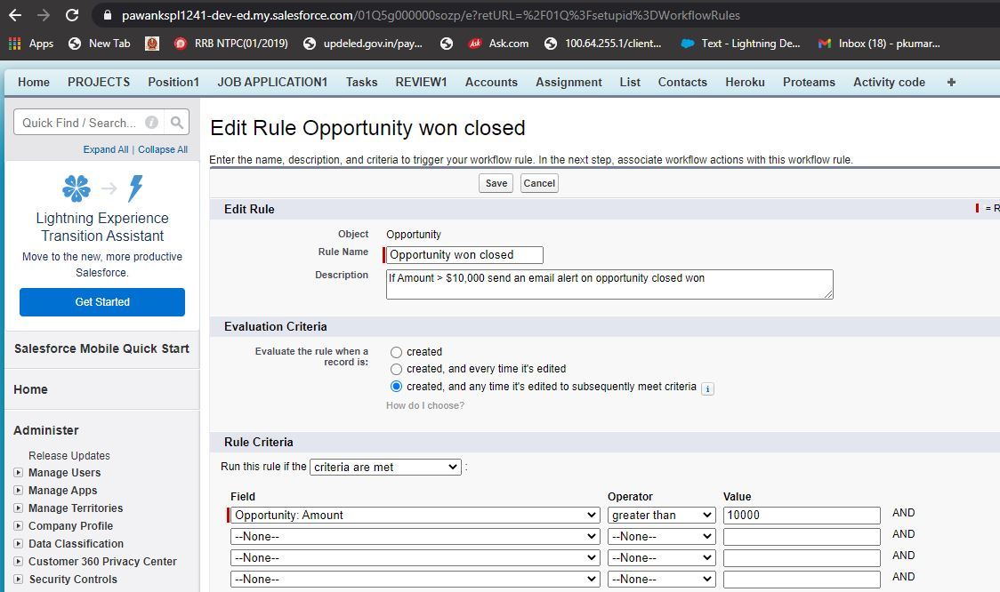 pawankspl1241-dev-ed.my.salesforce.com/01Q5g000000sozp/e?retURL=%2F01Q%3Fsetupid%3DWorkflowRules
Apps New Tab RRB NTPC(01/2019) updeled.gov.in/pay... Ask Ask.com 100.64.255.1/client... Text - Lightning De... Inbox (18) - pkumar...
Home PROJECTS Position1 JOB APPLICATION1 Tasks REVIEW1 Accounts Assignment List Contacts Heroku Proteams Activity code +
Quick Find / Search... i
Expand All | Collapse All
Lightning Experience
Transition Assistant
Move to the new, more productive
Salesforce.
Get Started
Salesforce Mobile Quick Start
Home
Administer
Release Updates
Manage Users
Manage Apps
Manage Territories
Company Profile
Data Classification
Customer 360 Privacy Center
Security Controls
Edit Rule Opportunity won closed
Enter the name, description, and criteria to trigger your workflow rule. In the next step, associate workflow actions with this workflow rule.
Save Cancel
Edit Rule = R
Object Opportunity
Rule Name Opportunity won closed
Description If Amount > $10,000 send an email alert on opportunity closed won
Evaluation Criteria
Evaluate the rule when a
record is:
created
created, and every time it's edited
created, and any time it's edited to subsequently meet criteria i
How do I choose?
Rule Criteria
Run this rule if the criteria are met :
Field Operator Value
Opportunity: Amount greater than 10000 AND
--None-- --None-- AND
--None-- --None-- AND
--None-- --None-- AND